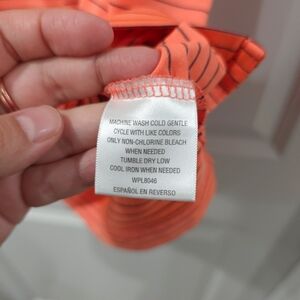 MACHINE WASH COLD GENTLE
CYCLE WITH LIKE COLORS
ONLY NON-CHLORINE BLEACH
WHEN NEEDED
TUMBLE DRY LOW
COOL IRON WHEN NEEDED
WPL8046
ESPAÑOL EN REVERSO